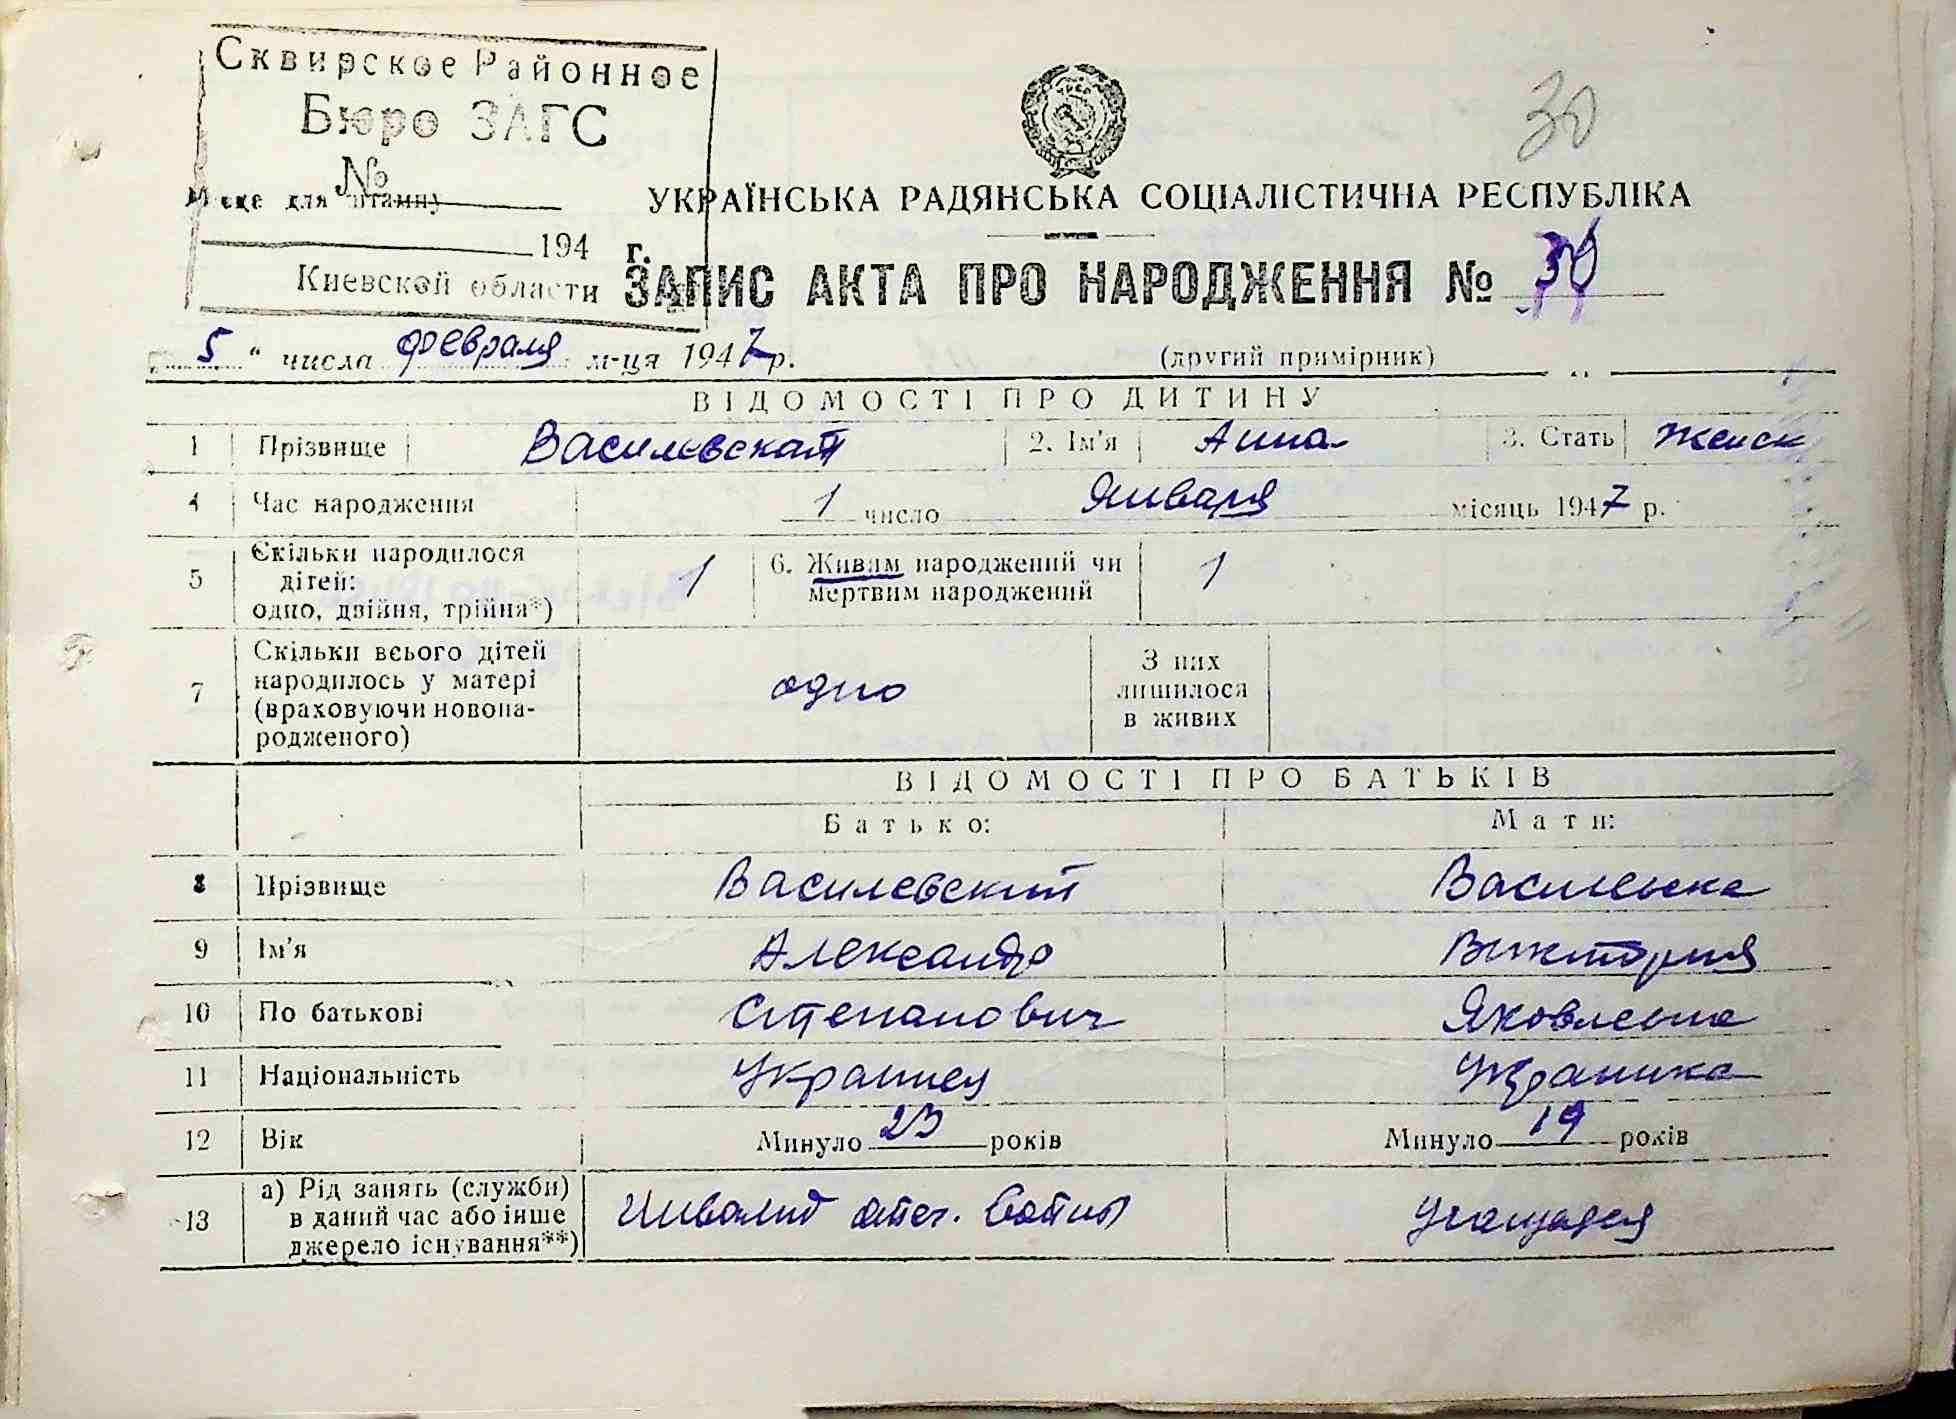 Сквирское Районное
Бюро ЗАГС
№
Місце для штампу
194 г.
Киевской области
30
УКРАЇНСЬКА РАДЯНСЬКА СОЦІАЛІСТИЧНА РЕСПУБЛІКА
ЗАПИС АКТА ПРО НАРОДЖЕННЯ № 30
"5" числа февраля м-ця 1947 р. (другий примірник)
ВІДОМОСТІ ПРО ДИТИНУ
1 Прізвище Василевская 2. Ім'я Анна 3. Стать Женск
4 Час народження 1 число Января місяць 1947 р.
5 Скільки народилося дітей: одно, двійня, трійня*) 1 6. Живим народжений чи мертвим народжений 1
7 Скільки всього дітей народилось у матері (враховуючи новонародженого) одно З них лишилося в живих
ВІДОМОСТІ ПРО БАТЬКІВ
Батько: Мати:
8 Прізвище Василевский Василевска
9 Ім'я Александр Виктория
10 По батькові Степанович Яковлевна
11 Національність Украинец Украинка
12 Вік Минуло 23 років Минуло 19 років
13 а) Рід занять (служби) в даний час або інше джерело існування**) Инвалид отеч. войны Учащаяся